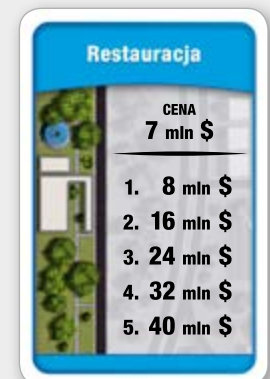 Restauracja
CENA
7 mln $
1. 8 mln $
2. 16 mln $
3. 24 mln $
4. 32 mln $
5. 40 mln $